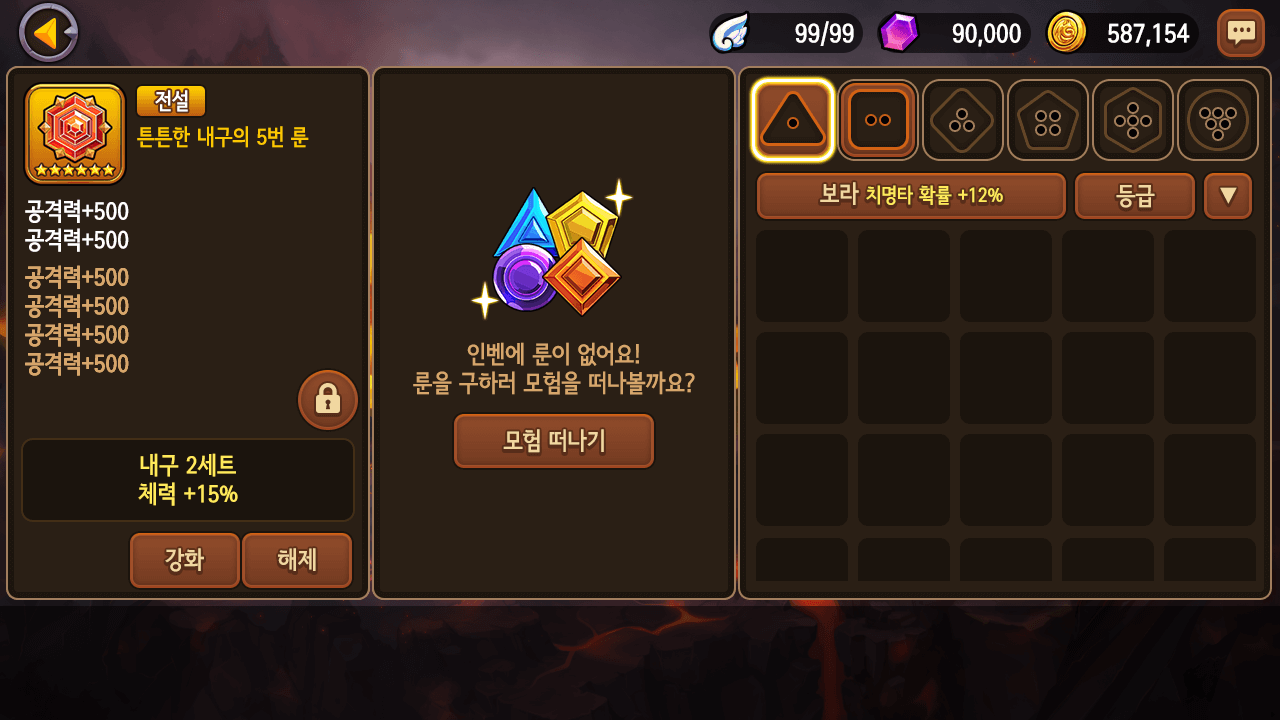 99/99
90,000
587,154
전설
튼튼한 내구의 5번 룬
공격력+500
공격력+500
공격력+500
공격력+500
공격력+500
공격력+500
내구 2세트
체력 +15%
강화
해제
인벤에 룬이 없어요!
룬을 구하러 모험을 떠나볼까요?
모험 떠나기
보라 치명타 확률 +12%
등급
▼